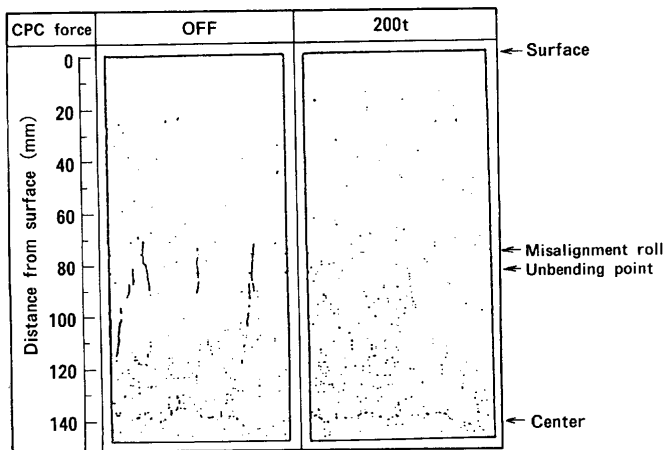 CPC force
OFF
200t
Distance from surface (mm)
0
20
40
60
80
100
120
140
Surface
Misalignment roll
Unbending point
Center